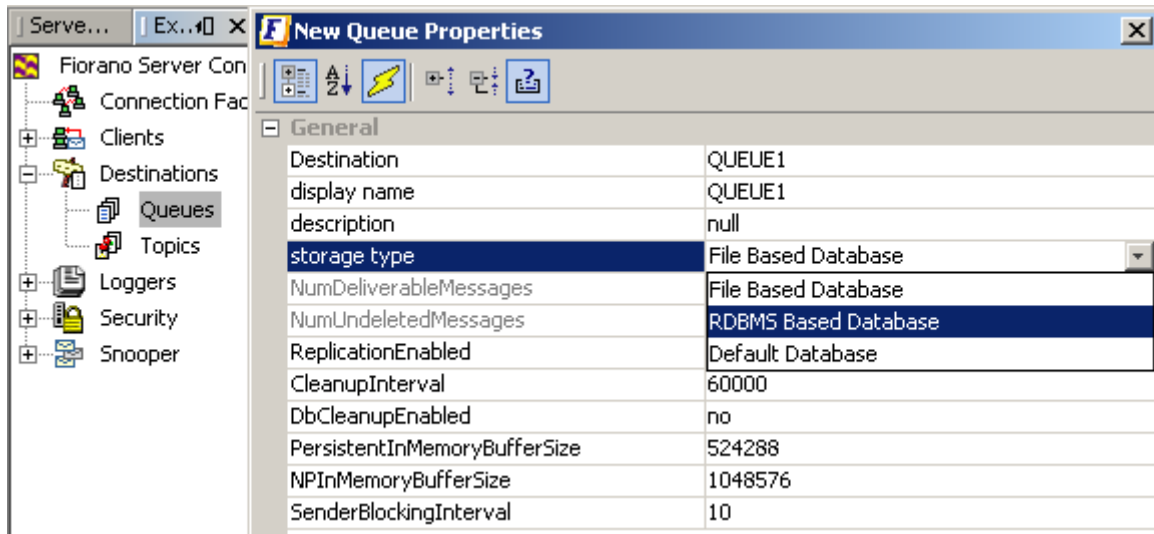 Serve... Ex... New Queue Properties
Fiorano Server Con
Connection Fac
Clients
Destinations
Queues
Topics
Loggers
Security
Snooper
General
Destination QUEUE1
display name QUEUE1
description null
storage type File Based Database
NumDeliverableMessages File Based Database
NumUndeletedMessages RDBMS Based Database
ReplicationEnabled Default Database
CleanupInterval 60000
DbCleanupEnabled no
PersistentInMemoryBufferSize 524288
NPInMemoryBufferSize 1048576
SenderBlockingInterval 10